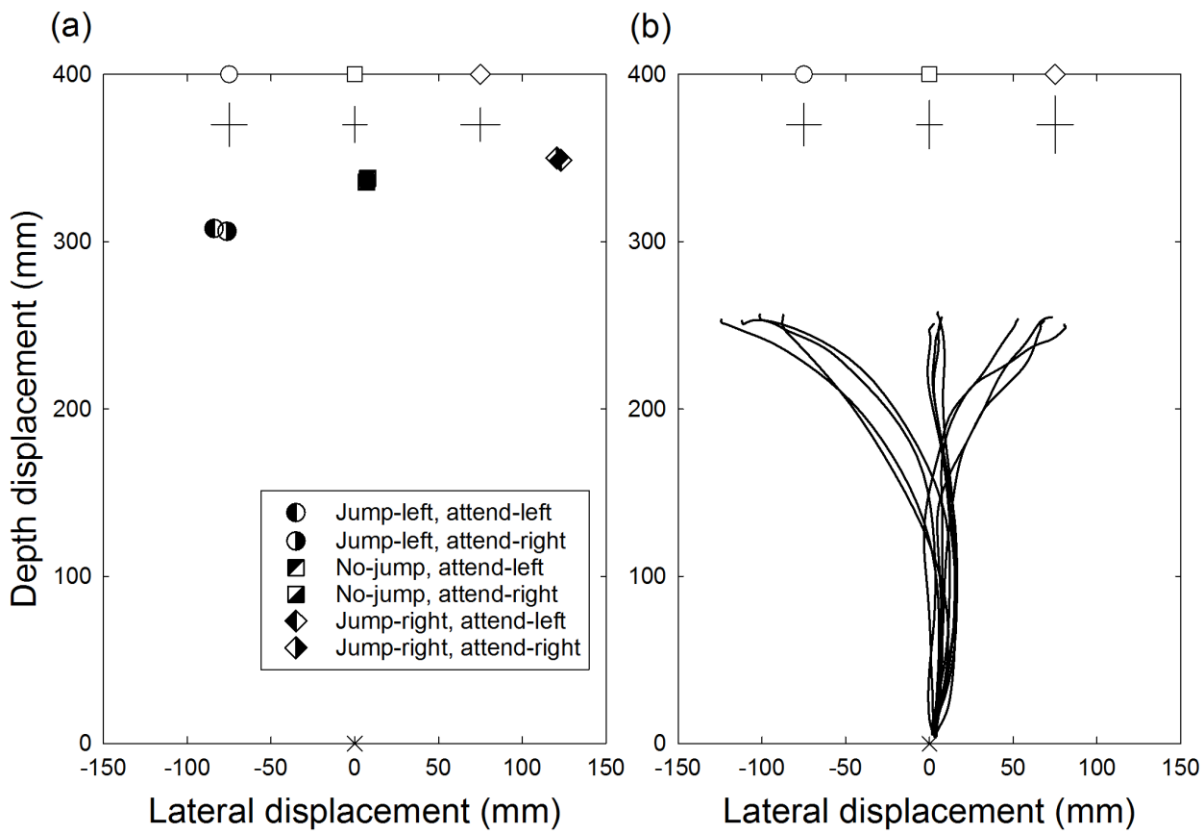 (a)
(b)
Depth displacement (mm)
400
300
200
100
0
-150
-100
-50
0
50
100
150
Lateral displacement (mm)
Jump-left, attend-left
Jump-left, attend-right
No-jump, attend-left
No-jump, attend-right
Jump-right, attend-left
Jump-right, attend-right
400
300
200
100
0
-150
-100
-50
0
50
100
150
Lateral displacement (mm)